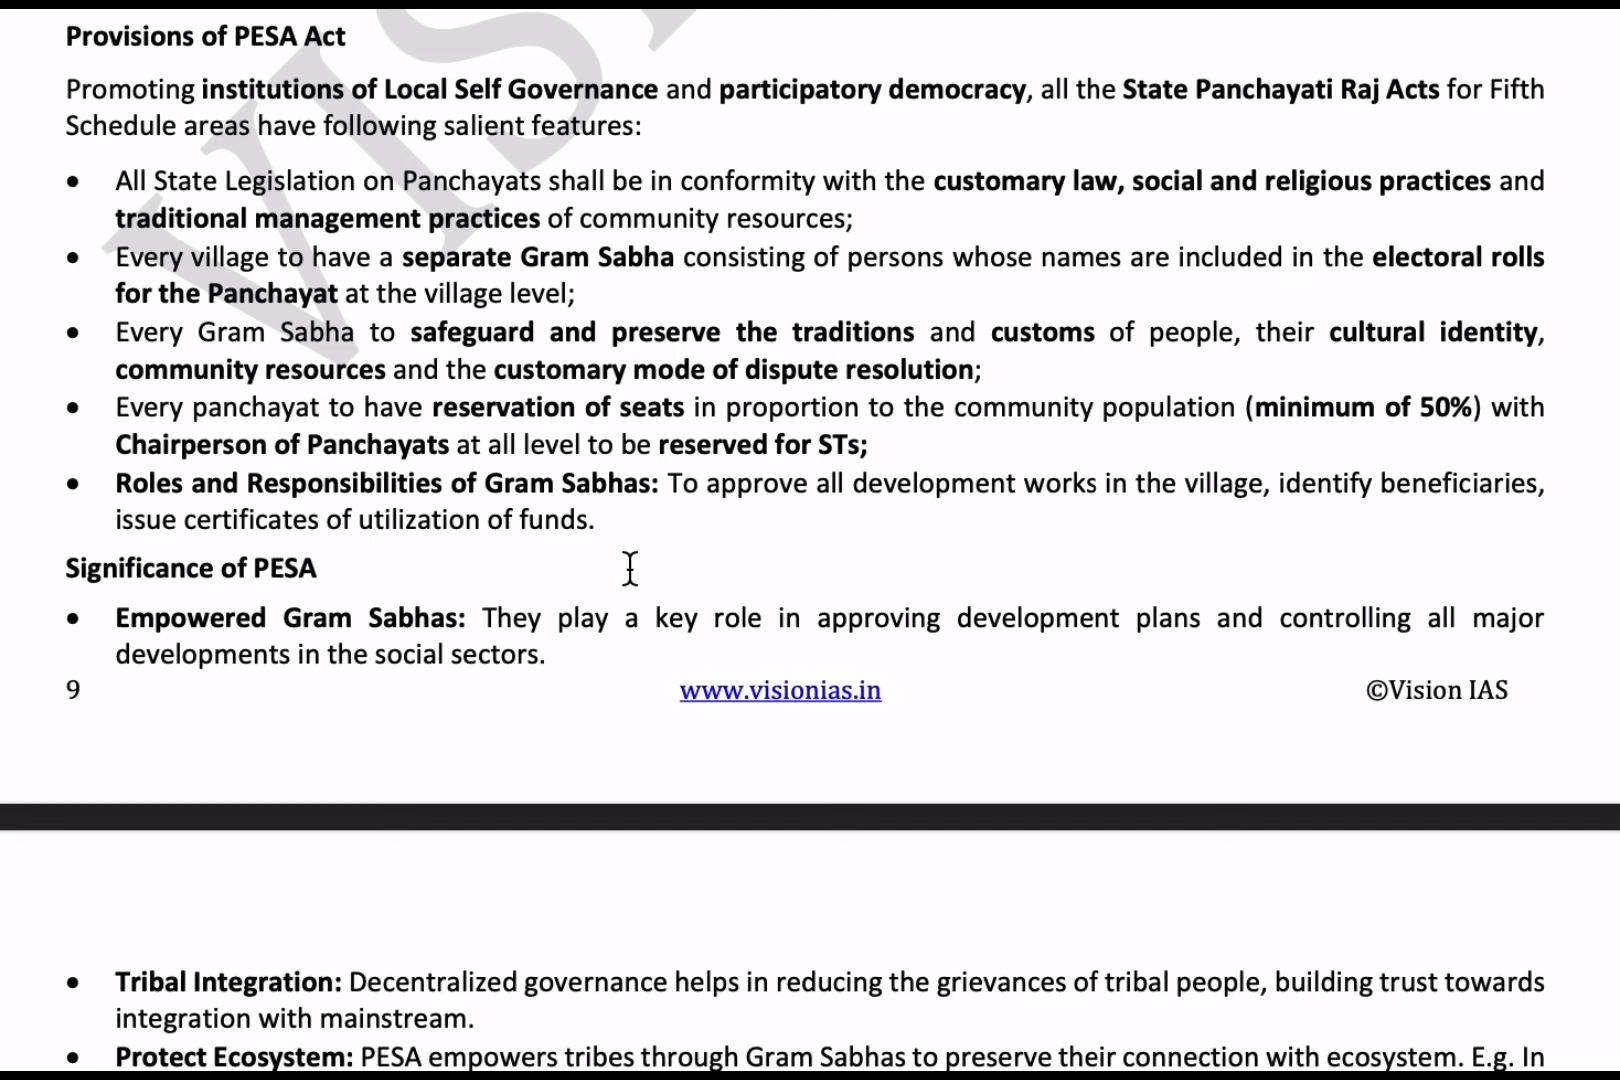 Provisions of PESA Act
Promoting institutions of Local Self Governance and participatory democracy, all the State Panchayati Raj Acts for Fifth
Schedule areas have following salient features:
• All State Legislation on Panchayats shall be in conformity with the customary law, social and religious practices and
traditional management practices of community resources;
• Every village to have a separate Gram Sabha consisting of persons whose names are included in the electoral rolls
for the Panchayat at the village level;
• Every Gram Sabha to safeguard and preserve the traditions and customs of people, their cultural identity,
community resources and the customary mode of dispute resolution;
• Every panchayat to have reservation of seats in proportion to the community population (minimum of 50%) with
Chairperson of Panchayats at all level to be reserved for STs;
• Roles and Responsibilities of Gram Sabhas: To approve all development works in the village, identify beneficiaries,
issue certificates of utilization of funds.
Significance of PESA
• Empowered Gram Sabhas: They play a key role in approving development plans and controlling all major
developments in the social sectors.
9 www.visionias.in ©Vision IAS
• Tribal Integration: Decentralized governance helps in reducing the grievances of tribal people, building trust towards
integration with mainstream.
• Protect Ecosystem: PESA empowers tribes through Gram Sabhas to preserve their connection with ecosystem. E.g. In